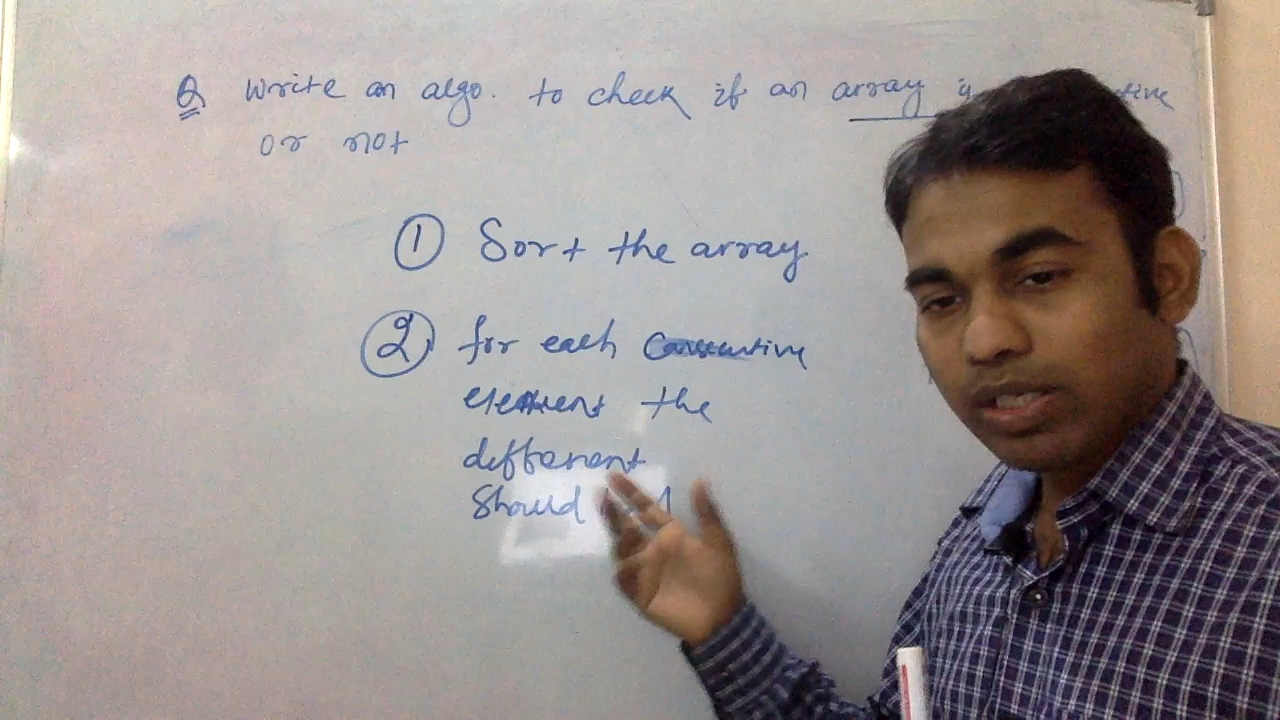 Q Write an algo. to check if an array
or not
① Sort the array
② for each Consecutive
element the
different
Should